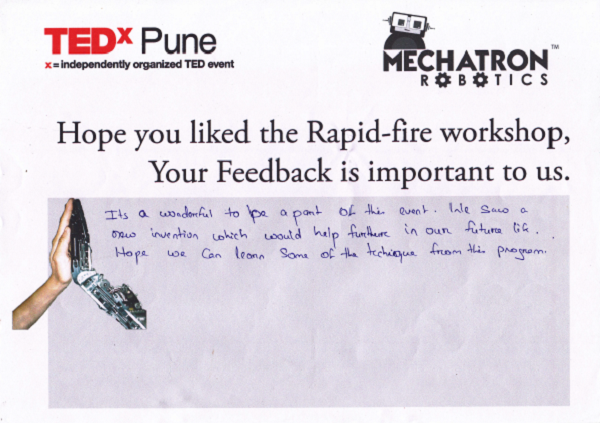 TEDx Pune
x = independently organized TED event
MECHATRON™
ROBOTICS
Hope you liked the Rapid-fire workshop,
Your Feedback is important to us.
Its a wonderful to be a part of this event. We saw a
new invention which would help furthure in our future life.
Hope we can learn some of the technique from this program.